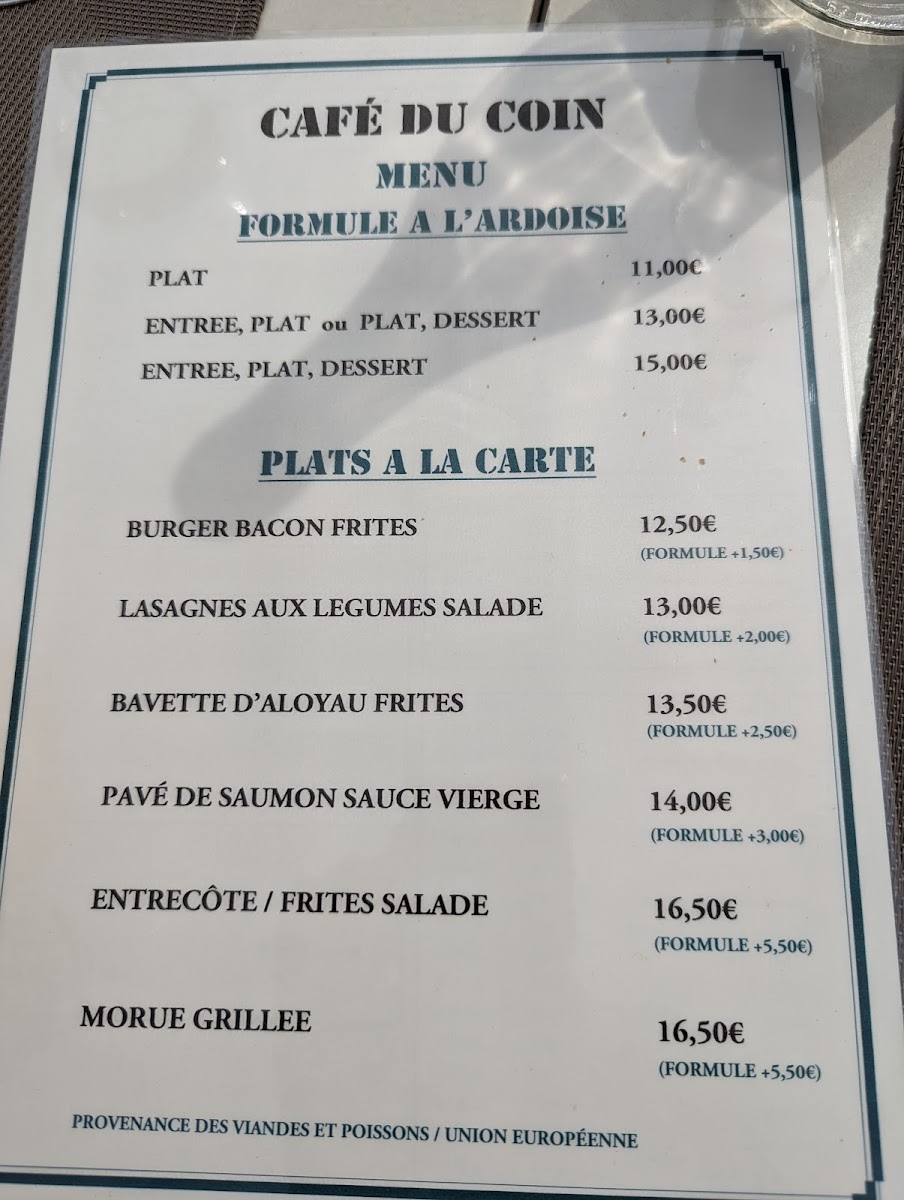 CAFÉ DU COIN
MENU
FORMULE A L'ARDOISE
PLAT 11,00€
ENTREE, PLAT ou PLAT, DESSERT 13,00€
ENTREE, PLAT, DESSERT 15,00€
PLATS A LA CARTE
BURGER BACON FRITES 12,50€
(FORMULE +1,50€)
LASAGNES AUX LEGUMES SALADE 13,00€
(FORMULE +2,00€)
BAVETTE D'ALOYAU FRITES 13,50€
(FORMULE +2,50€)
PAVÉ DE SAUMON SAUCE VIERGE 14,00€
(FORMULE +3,00€)
ENTRECÔTE / FRITES SALADE 16,50€
(FORMULE +5,50€)
MORUE GRILLEE 16,50€
(FORMULE +5,50€)
PROVENANCE DES VIANDES ET POISSONS / UNION EUROPÉENNE